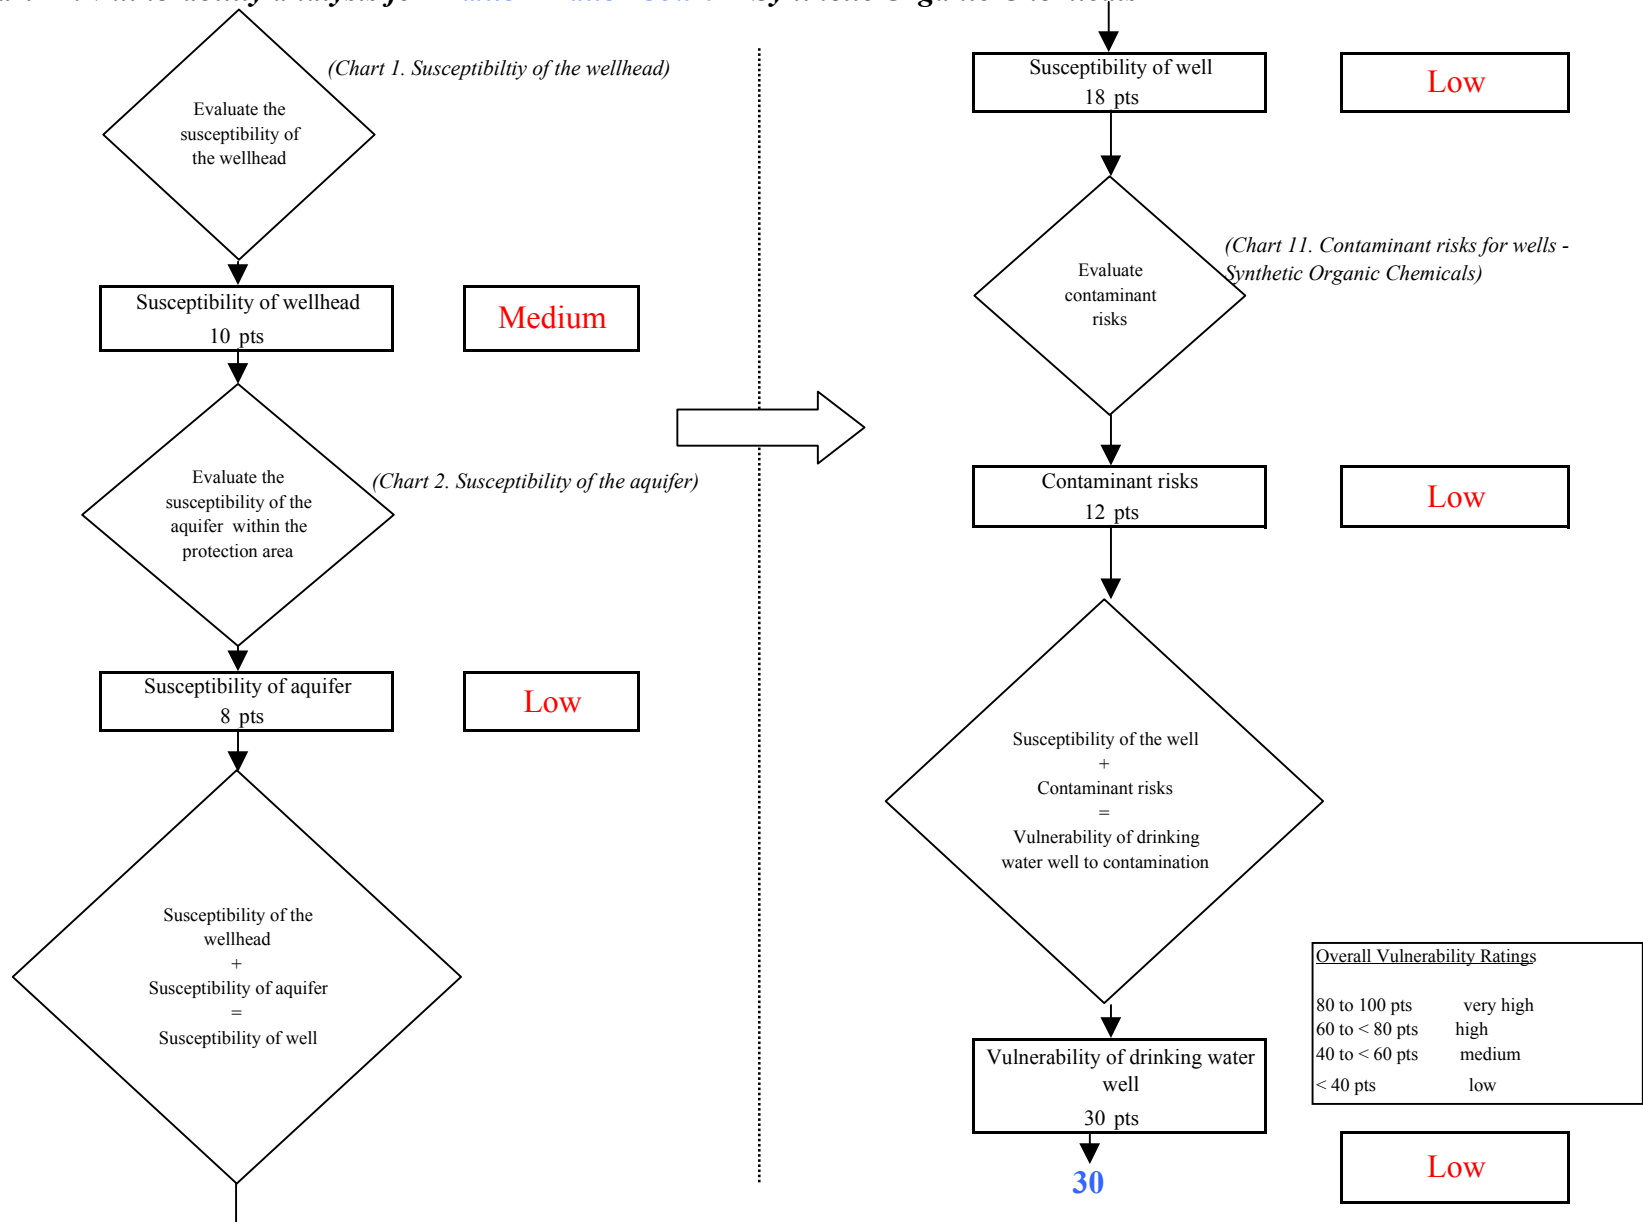 Synthetic Organic Chemicals
(Chart 1. Susceptibiltiy of the wellhead)
Evaluate the
susceptibility of
the wellhead
Susceptibility of wellhead
10 pts
Medium
Evaluate the
susceptibility of the
aquifer within the
protection area
(Chart 2. Susceptibility of the aquifer)
Susceptibility of aquifer
8 pts
Low
Susceptibility of the
wellhead
+
Susceptibility of aquifer
=
Susceptibility of well
Susceptibility of well
18 pts
Low
Evaluate
contaminant
risks
(Chart 11. Contaminant risks for wells -
Synthetic Organic Chemicals)
Contaminant risks
12 pts
Low
Susceptibility of the well
+
Contaminant risks
=
Vulnerability of drinking
water well to contamination
Overall Vulnerability Ratings
80 to 100 pts very high
60 to < 80 pts high
40 to < 60 pts medium
< 40 pts low
Vulnerability of drinking water
well
30 pts
30
Low